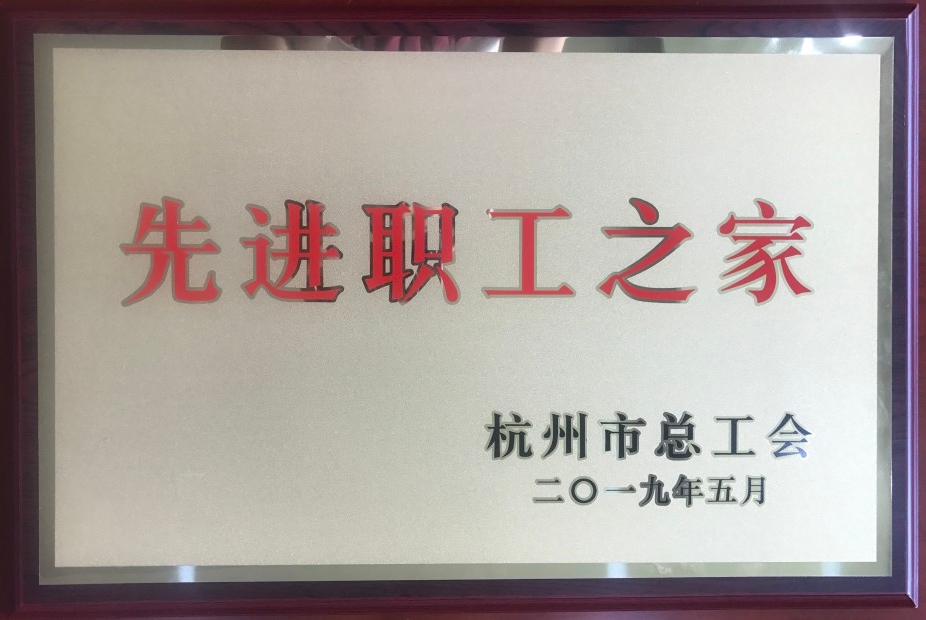 先进职工之家
杭州市总工会
二〇一九年五月